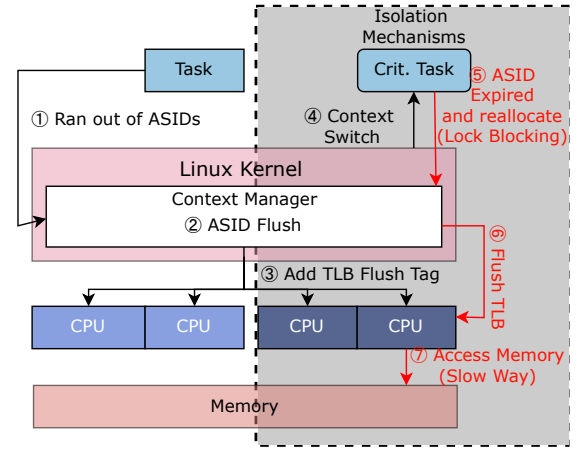 Isolation
Mechanisms
Task
Crit. Task
① Ran out of ASIDs
④ Context
Switch
⑤ ASID
Expired
and reallocate
(Lock Blocking)
Linux Kernel
Context Manager
② ASID Flush
⑥ Flush TLB
③ Add TLB Flush Tag
CPU
CPU
CPU
CPU
⑦ Access Memory
(Slow Way)
Memory